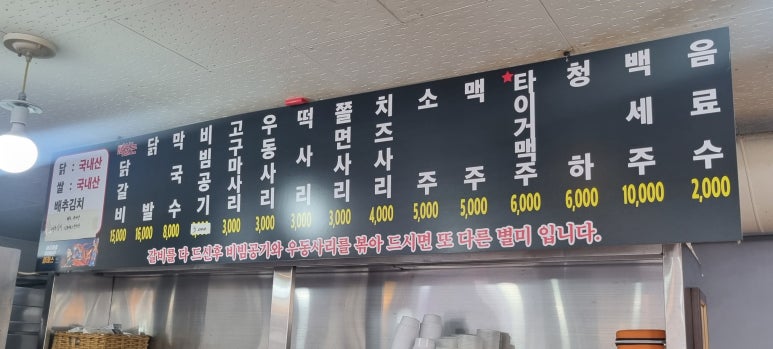 닭 : 국내산
쌀 : 국내산
배추김치
닭갈비 15,000
닭발 16,000
막국수 8,000
비빔공기
고구마사리 3,000
우동사리 3,000
떡사리 3,000
쫄면사리 3,000
치즈사리 4,000
소주 5,000
맥주 5,000
★타이거맥주 6,000
청하 6,000
백세주 10,000
음료수 2,000
갈비를 다 드신후 비빔공기와 우동사리를 볶아 드시면 또 다른 별미 입니다.